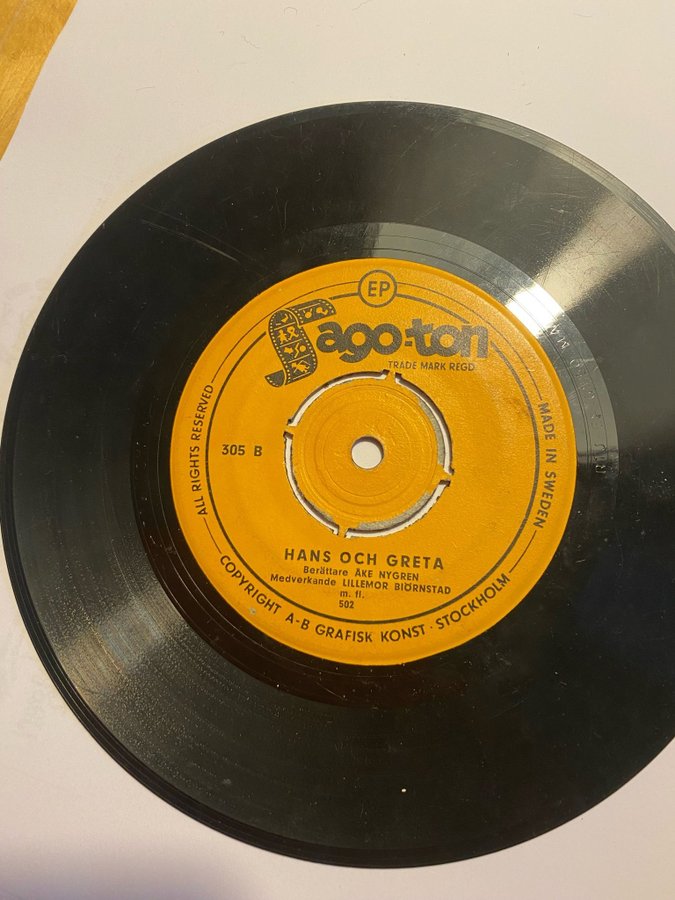 EP
Sago-ton
TRADE MARK REGD
ALL RIGHTS RESERVED
MADE IN SWEDEN
305 B
HANS OCH GRETA
Berättare ÅKE NYGREN
Medverkande LILLEMOR BIÖRNSTAD
m. fl.
502
COPYRIGHT A-B GRAFISK KONST · STOCKHOLM